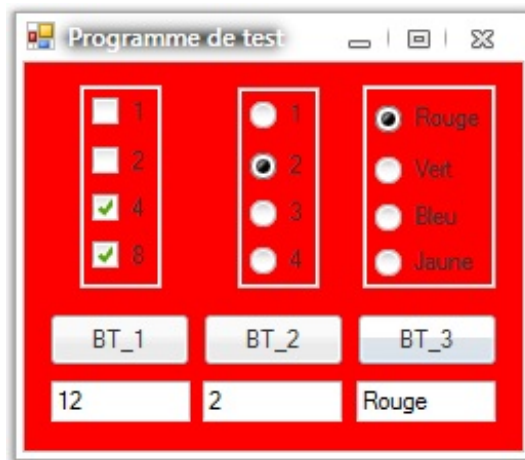 Programme de test
1
2
4
8
1
2
3
4
Rouge
Vert
Bleu
Jaune
BT_1 BT_2 BT_3
12 2 Rouge